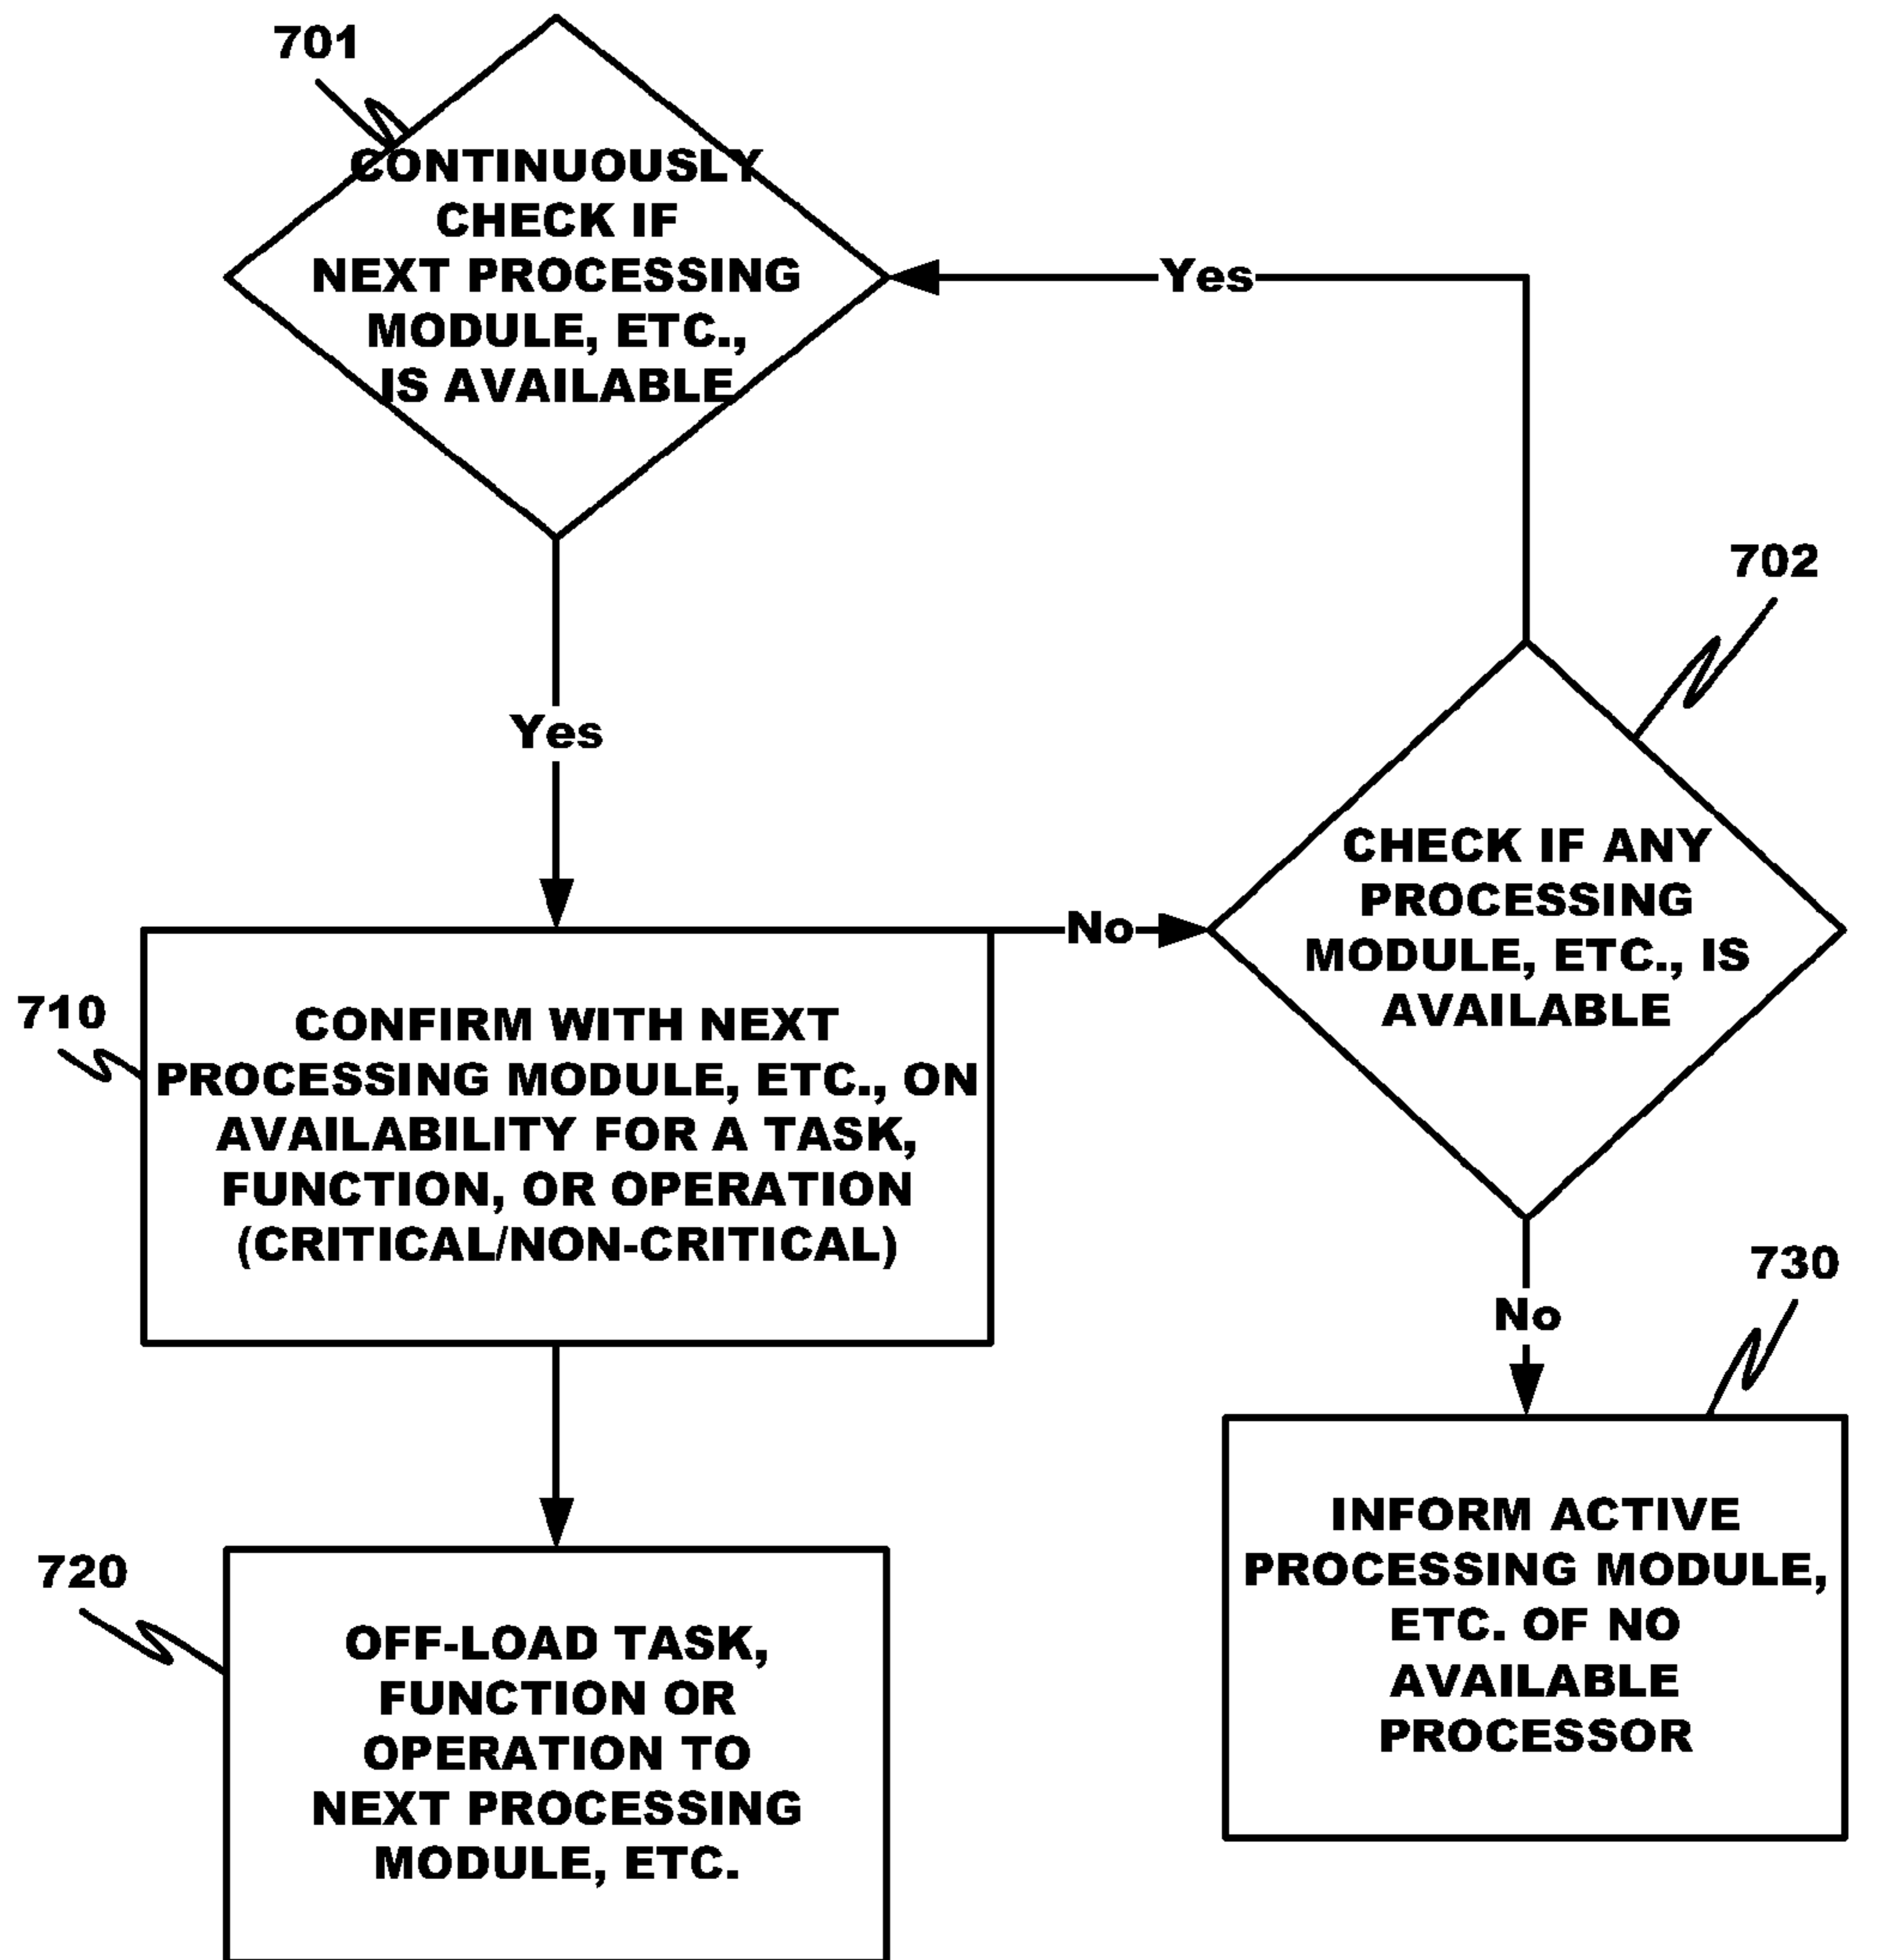 701
CONTINUOUSLY
CHECK IF
NEXT PROCESSING
MODULE, ETC.,
IS AVAILABLE
Yes
Yes
702
CHECK IF ANY
PROCESSING
MODULE, ETC., IS
AVAILABLE
No
710
CONFIRM WITH NEXT
PROCESSING MODULE, ETC., ON
AVAILABILITY FOR A TASK,
FUNCTION, OR OPERATION
(CRITICAL/NON-CRITICAL)
No
730
INFORM ACTIVE
PROCESSING MODULE,
ETC. OF NO
AVAILABLE
PROCESSOR
720
OFF-LOAD TASK,
FUNCTION OR
OPERATION TO
NEXT PROCESSING
MODULE, ETC.